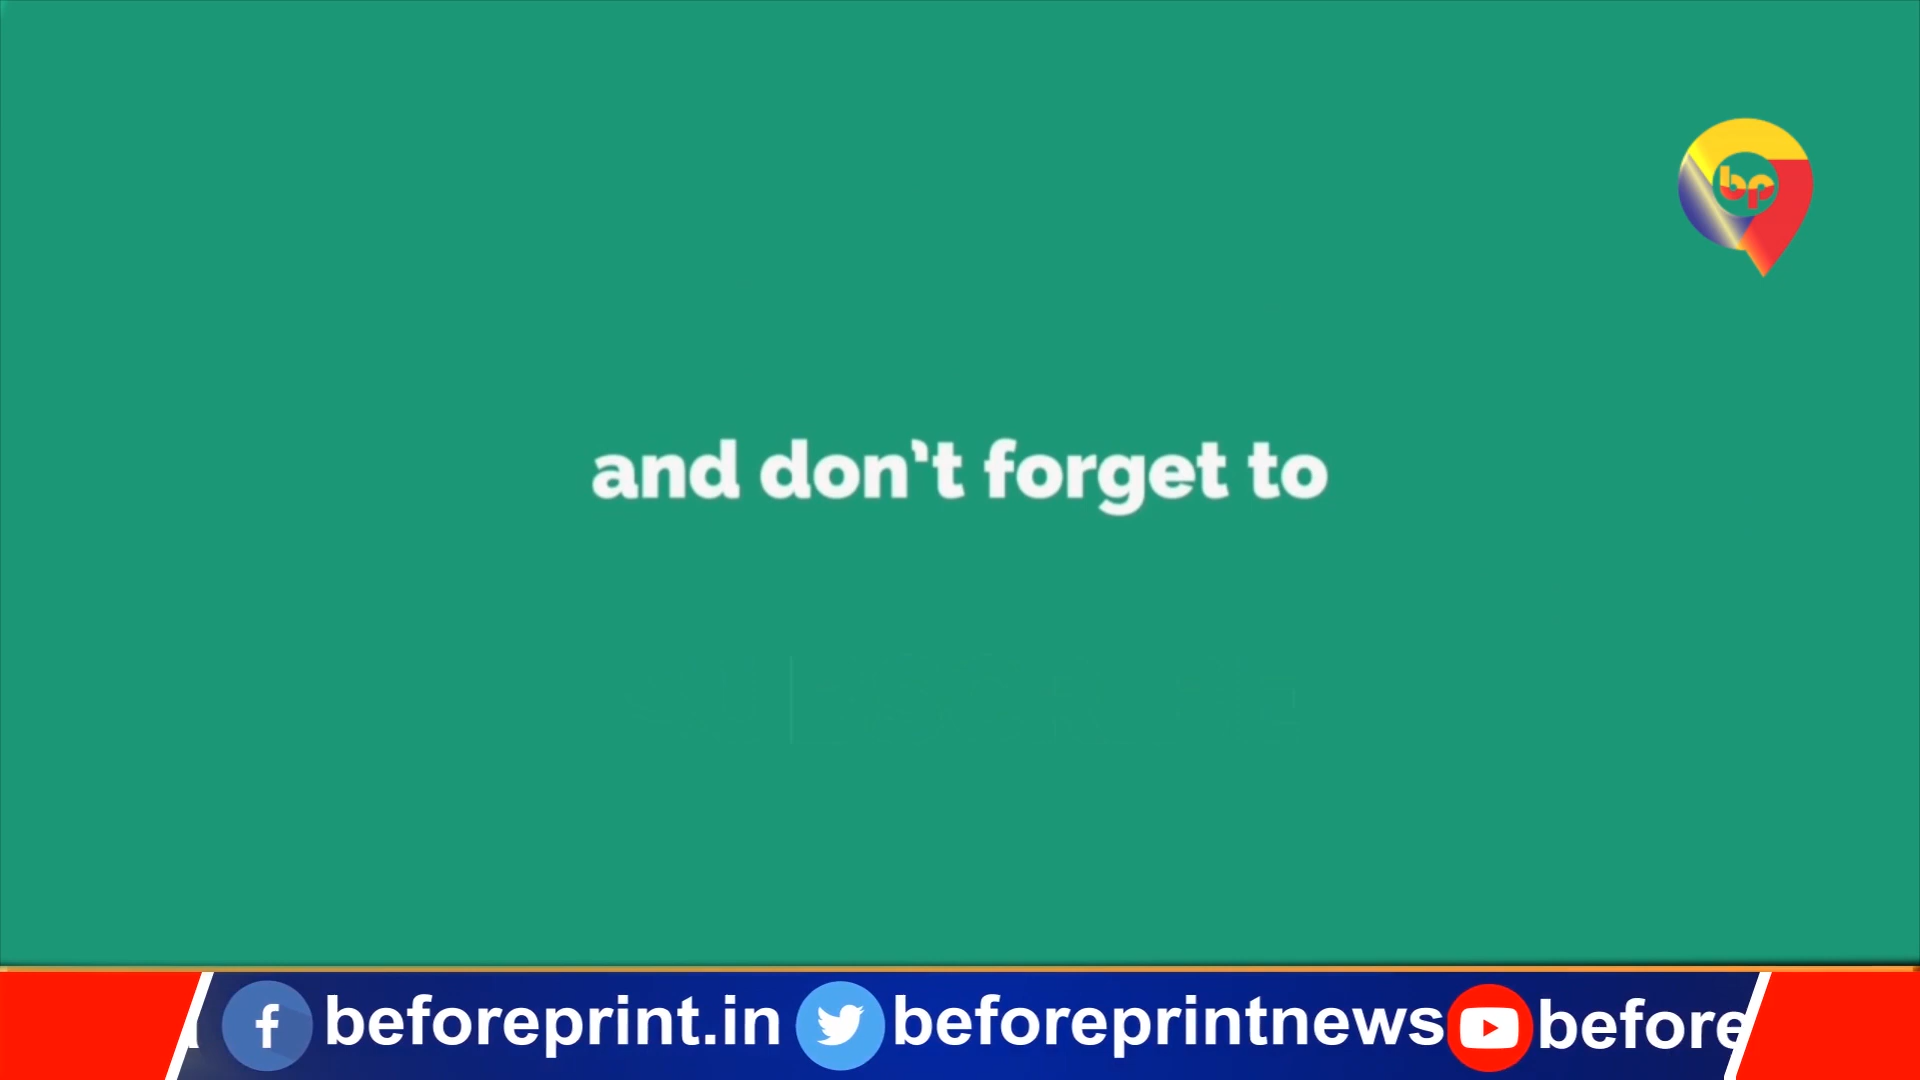 bp
and don't forget to
beforeprint.in beforeprintnews before